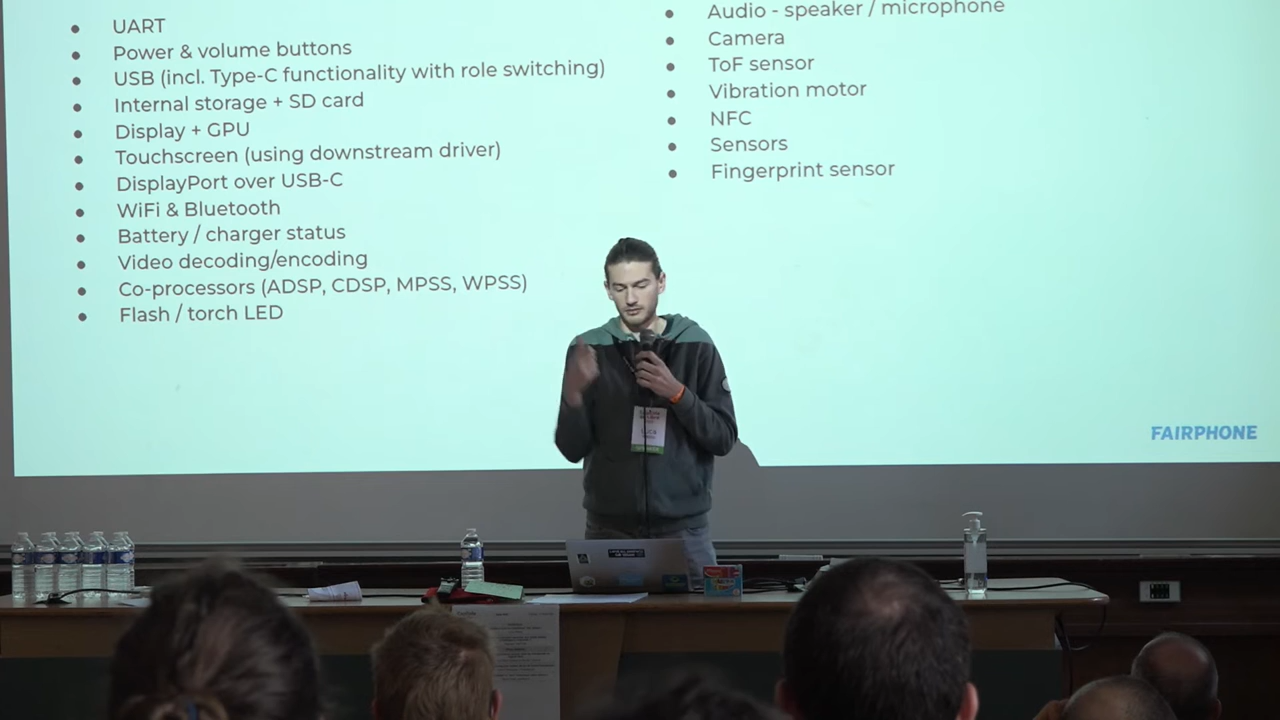 UART
Power & volume buttons
USB (incl. Type-C functionality with role switching)
Internal storage + SD card
Display + GPU
Touchscreen (using downstream driver)
DisplayPort over USB-C
WiFi & Bluetooth
Battery / charger status
Video decoding/encoding
Co-processors (ADSP, CDSP, MPSS, WPSS)
Flash / torch LED
Audio - speaker / microphone
Camera
ToF sensor
Vibration motor
NFC
Sensors
Fingerprint sensor
FAIRPHONE